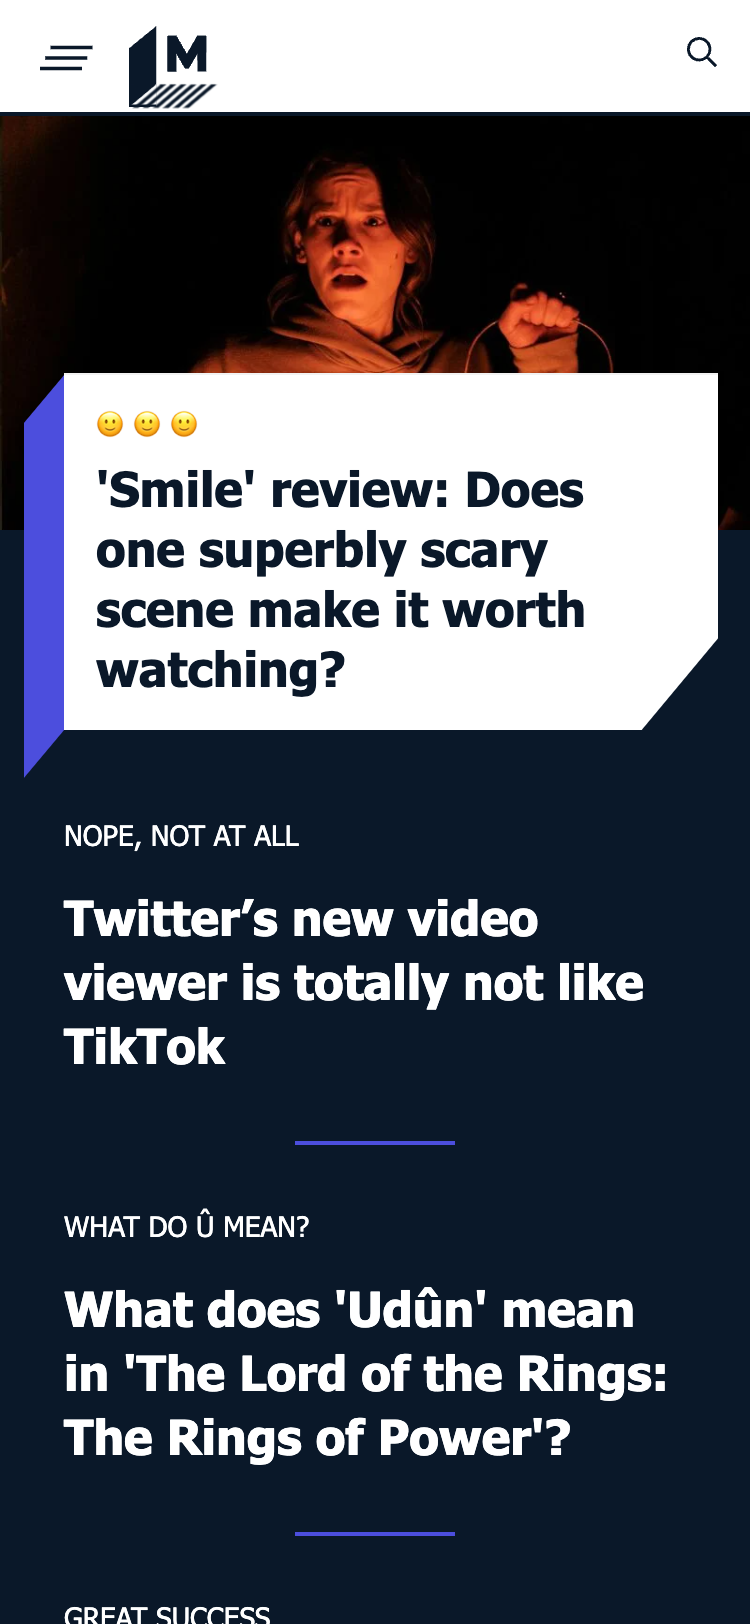 M
🙂 🙂 🙂
'Smile' review: Does
one superbly scary
scene make it worth
watching?
NOPE, NOT AT ALL
Twitter’s new video
viewer is totally not like
TikTok
WHAT DO Û MEAN?
What does 'Udûn' mean
in 'The Lord of the Rings:
The Rings of Power'?
GREAT SUCCESS